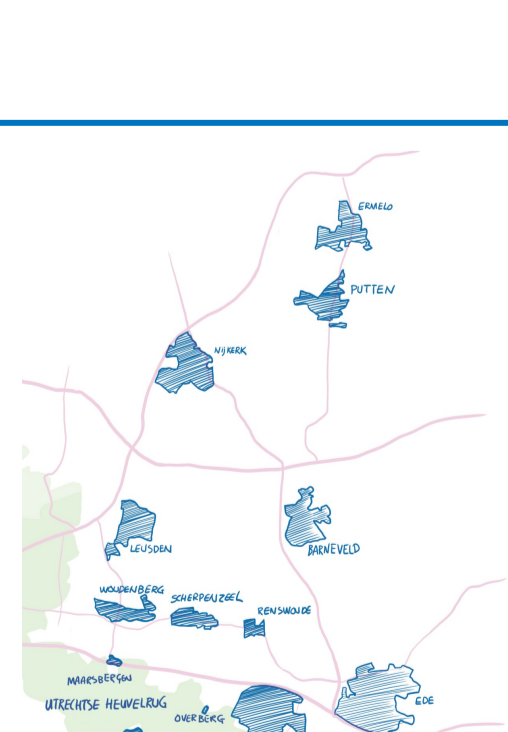 ERMELO
PUTTEN
NIJKERK
LEUSDEN
BARNEVELD
WOUDENBERG
SCHERPENZEEL
RENSWOUDE
MAARSBERGEN
UTRECHTSE HEUVELRUG
EDE
OVERBERG